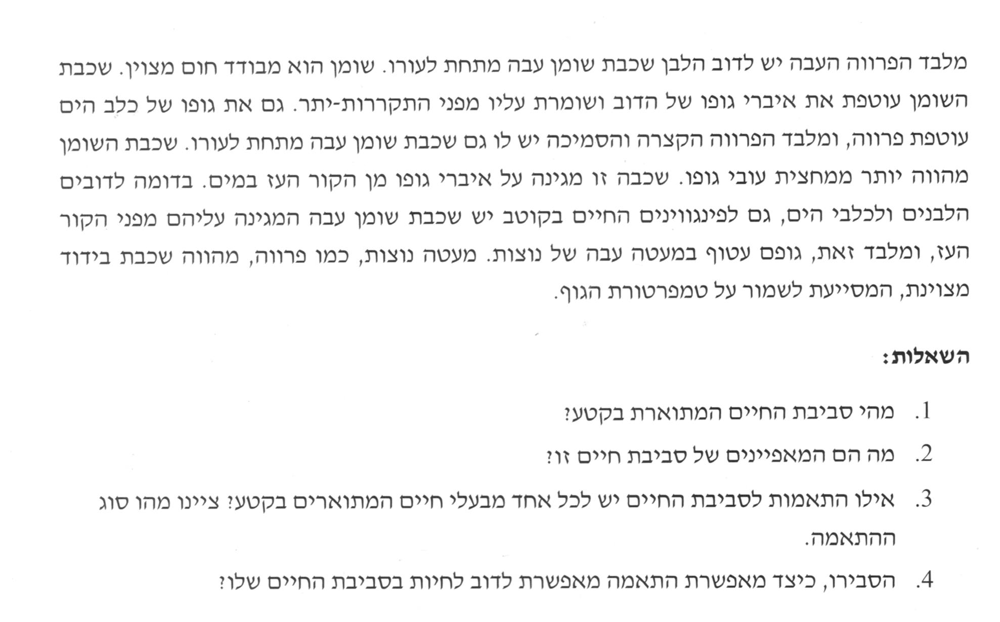 מלבד הפרווה העבה יש לדוב הלבן שכבת שומן עבה מתחת לעורו. שומן הוא מבודד חום מצוין. שכבת
השומן עוטפת את איברי גופו של הדוב ושומרת עליו מפני התקררות-יתר. גם את גופו של כלב הים
עוטפת פרווה, ומלבד הפרווה הקצרה והסמיכה יש לו גם שכבת שומן עבה מתחת לעורו. שכבת השומן
מהווה יותר ממחצית עובי גופו. שכבה זו מגינה על איברי גופו מן הקור העז במים. בדומה לדובים
הלבנים ולכלבי הים, גם לפינגווינים החיים בקוטב יש שכבת שומן עבה המגינה עליהם מפני הקור
העז, ומלבד זאת, גופם עטוף במעטה עבה של נוצות. מעטה נוצות, כמו פרווה, מהווה שכבת בידוד
מצוינת, המסייעת לשמור על טמפרטורת הגוף.
השאלות:
1. מהי סביבת החיים המתוארת בקטע?
2. מה הם המאפיינים של סביבת חיים זו?
3. אילו התאמות לסביבת החיים יש לכל אחד מבעלי חיים המתוארים בקטע? ציינו מהו סוג
ההתאמה.
4. הסבירו, כיצד מאפשרת התאמה מאפשרת לדוב לחיות בסביבת החיים שלו?